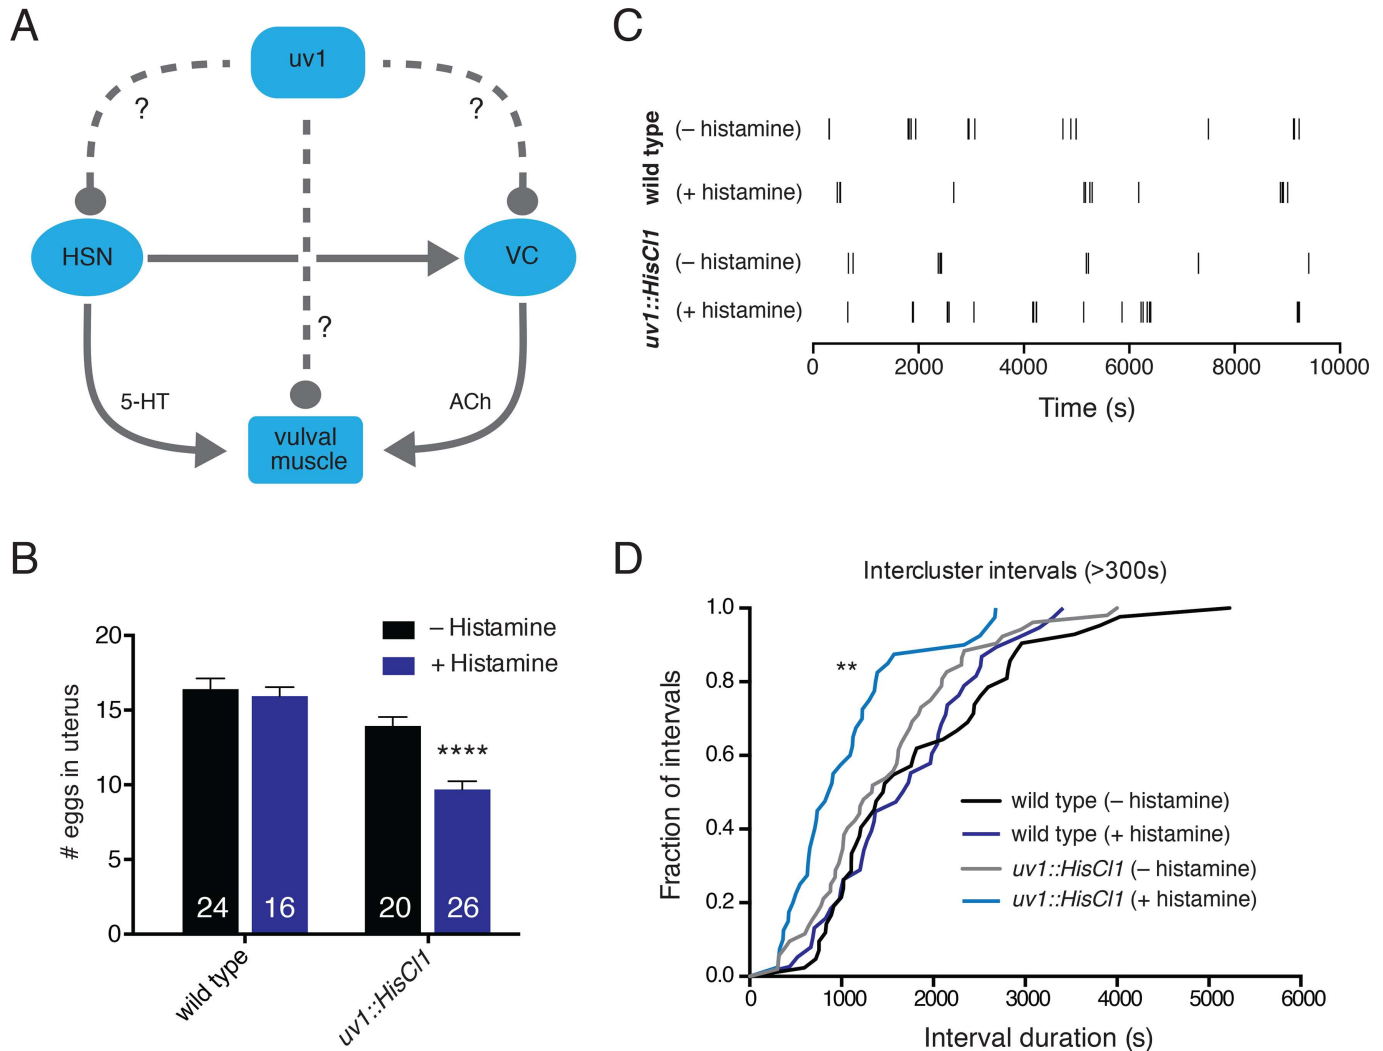 A
uv1
?
?
HSN
VC
?
5-HT
ACh
vulval
muscle
B
20
15
10
5
0
# eggs in uterus
– Histamine
+ Histamine
****
24
16
20
26
wild type
uv1::HisCl1
C
wild type
(– histamine)
(+ histamine)
uv1::HisCl1
(– histamine)
(+ histamine)
0
2000
4000
6000
8000
10000
Time (s)
D
Intercluster intervals (>300s)
1.0
0.8
0.6
0.4
0.2
0.0
Fraction of intervals
**
wild type (– histamine)
wild type (+ histamine)
uv1::HisCl1 (– histamine)
uv1::HisCl1 (+ histamine)
0
1000
2000
3000
4000
5000
6000
Interval duration (s)